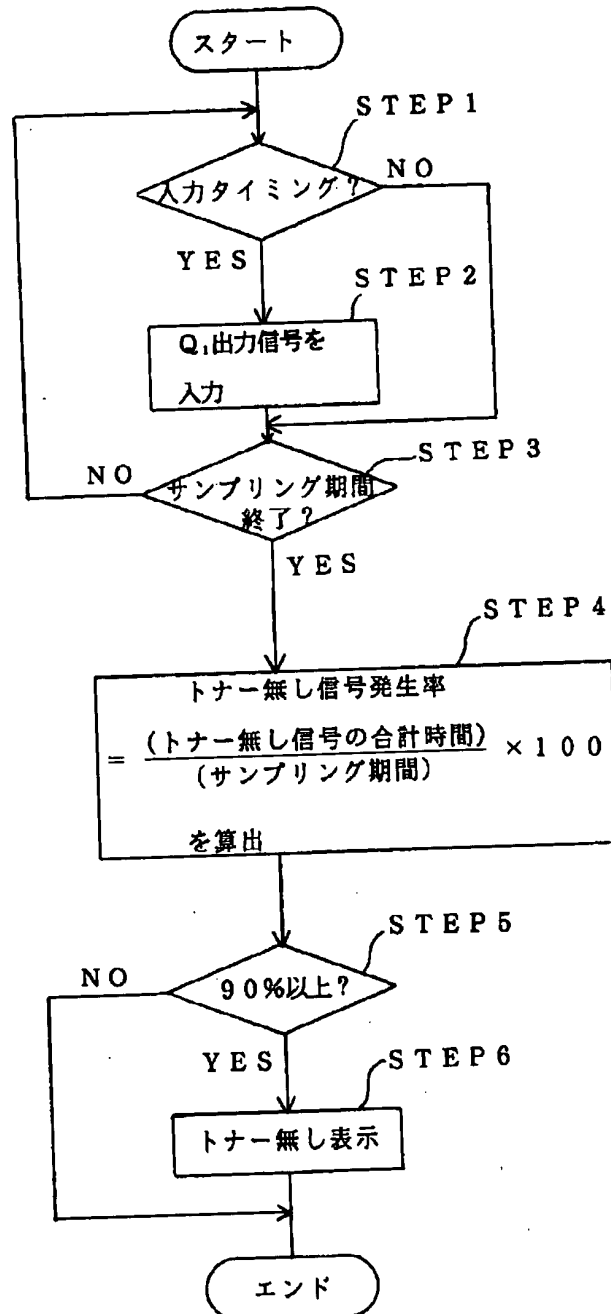 スタート
STEP1
入力タイミング?
NO
YES
STEP2
Q₁出力信号を
入力
STEP3
NO
サンプリング期間
終了?
YES
STEP4
トナー無し信号発生率
= (トナー無し信号の合計時間)
(サンプリング期間)
×100
を算出
STEP5
NO
90%以上?
YES
STEP6
トナー無し表示
エンド